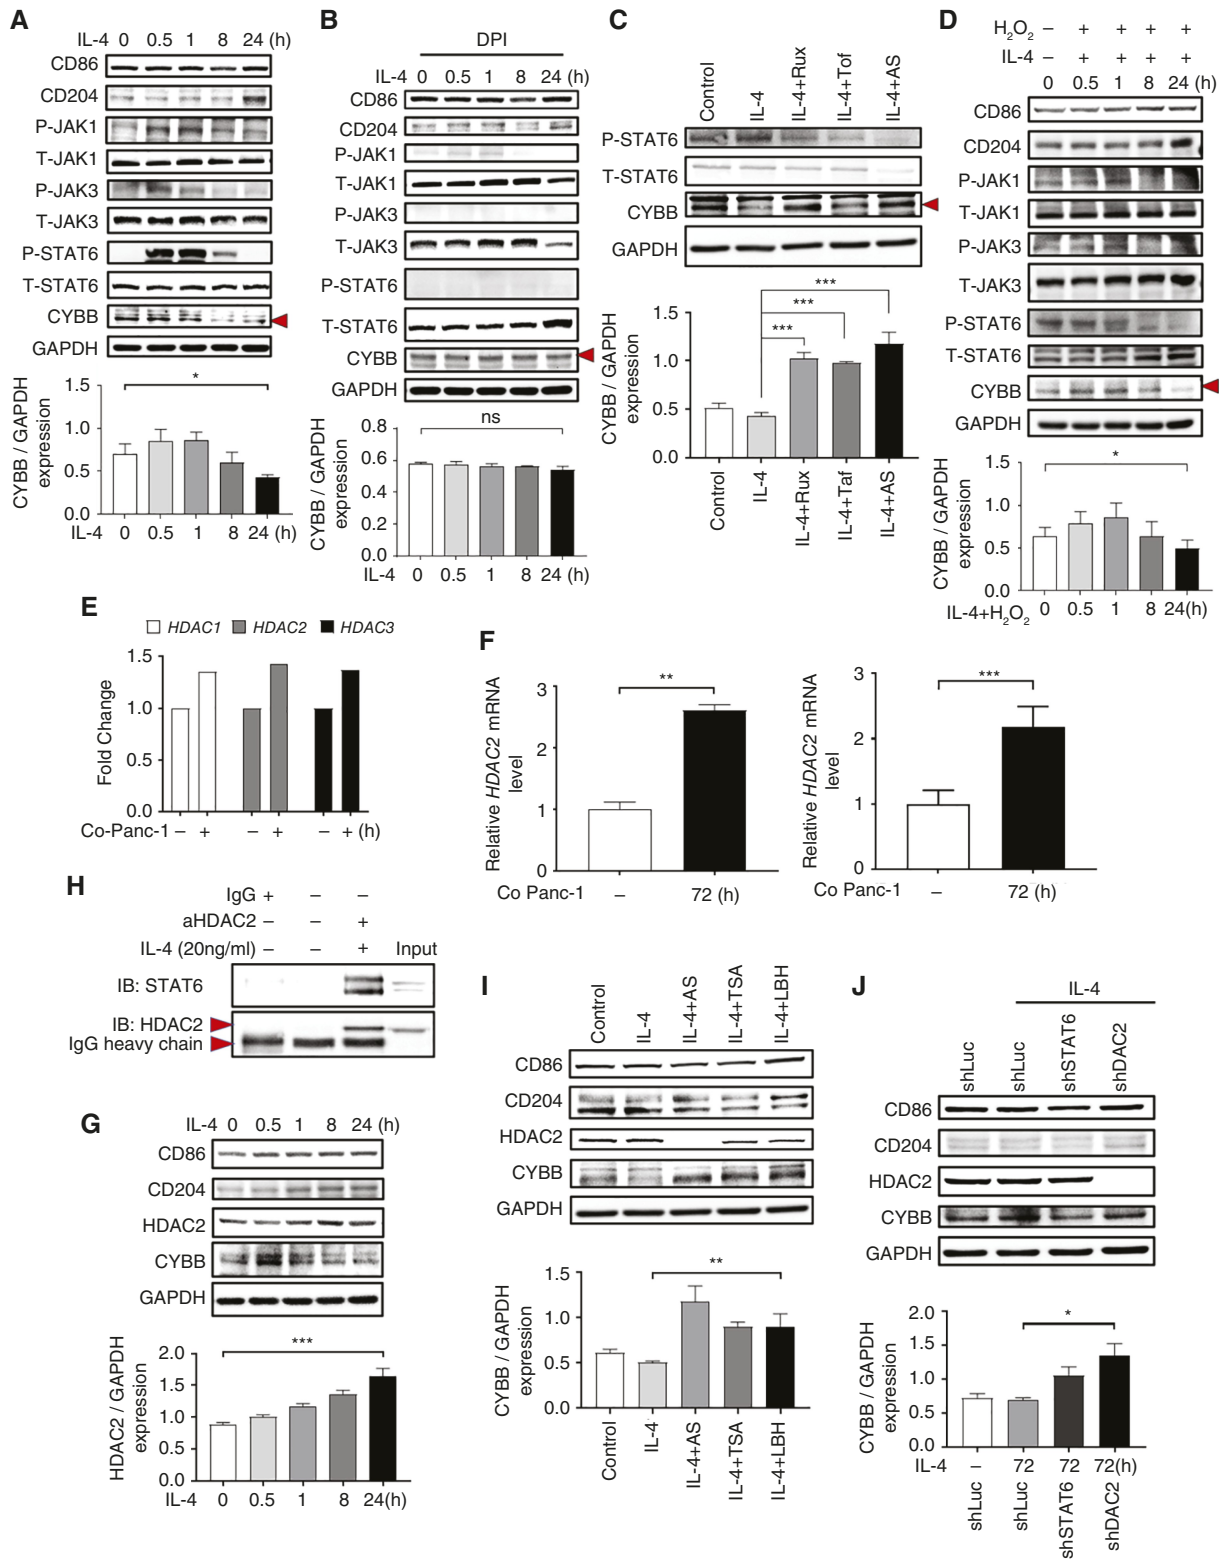 A
IL-4 0 0.5 1 8 24 (h)
CD86
CD204
P-JAK1
T-JAK1
P-JAK3
T-JAK3
P-STAT6
T-STAT6
CYBB
GAPDH
CYBB / GAPDH
expression
1.5
1.0
0.5
0.0
*
IL-4 0 0.5 1 8 24 (h)
B
DPI
IL-4 0 0.5 1 8 24 (h)
CD86
CD204
P-JAK1
T-JAK1
P-JAK3
T-JAK3
P-STAT6
T-STAT6
CYBB
GAPDH
CYBB / GAPDH
expression
0.8
0.6
0.4
0.2
0.0
ns
IL-4 0 0.5 1 8 24 (h)
C
Control
IL-4
IL-4+Rux
IL-4+Tof
IL-4+AS
P-STAT6
T-STAT6
CYBB
GAPDH
CYBB / GAPDH
expression
1.5
1.0
0.5
0.0
***
***
***
Control
IL-4
IL-4+Rux
IL-4+Taf
IL-4+AS
D
H2O2 – + + + +
IL-4 – + + + +
0 0.5 1 8 24 (h)
CD86
CD204
P-JAK1
T-JAK1
P-JAK3
T-JAK3
P-STAT6
T-STAT6
CYBB
GAPDH
CYBB / GAPDH
expression
1.5
1.0
0.5
0.0
*
IL-4+H2O2 0 0.5 1 8 24(h)
E
HDAC1 HDAC2 HDAC3
Fold Change
1.5
1.0
0.5
0.0
Co-Panc-1 – + – + – + (h)
F
Relative HDAC2 mRNA
level
3
2
1
0
**
Co Panc-1 – 72 (h)
Relative HDAC2 mRNA
level
3
2
1
0
***
Co Panc-1 – 72 (h)
H
IgG + – –
aHDAC2 – – +
IL-4 (20ng/ml) – – + Input
IB: STAT6
IB: HDAC2
IgG heavy chain
G
IL-4 0 0.5 1 8 24 (h)
CD86
CD204
HDAC2
CYBB
GAPDH
HDAC2 / GAPDH
expression
2.0
1.5
1.0
0.5
0.0
***
IL-4 0 0.5 1 8 24(h)
I
Control
IL-4
IL-4+AS
IL-4+TSA
IL-4+LBH
CD86
CD204
HDAC2
CYBB
GAPDH
CYBB / GAPDH
expression
1.5
1.0
0.5
0.0
**
Control
IL-4
IL-4+AS
IL-4+TSA
IL-4+LBH
J
IL-4
shLuc
shLuc
shSTAT6
shDAC2
CD86
CD204
HDAC2
CYBB
GAPDH
CYBB / GAPDH
expression
2.0
1.5
1.0
0.5
0.0
*
IL-4 – 72 72 72(h)
shLuc
shLuc
shSTAT6
shDAC2